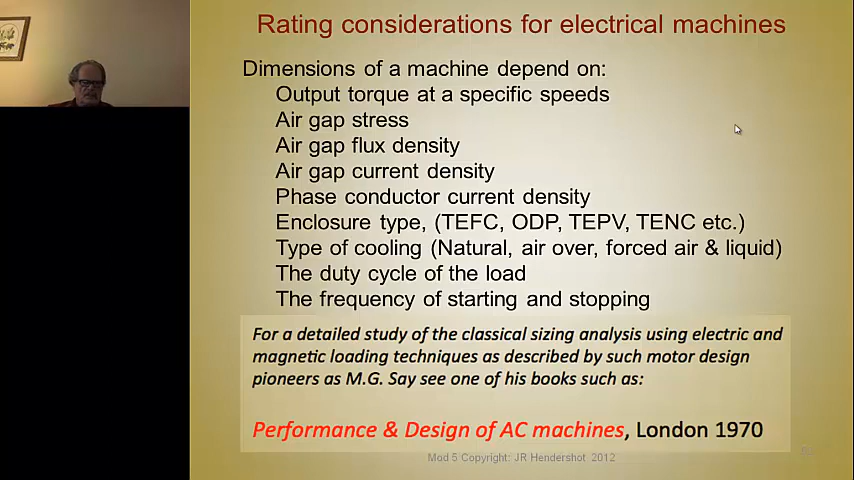 Rating considerations for electrical machines
Dimensions of a machine depend on:
Output torque at a specific speeds
Air gap stress
Air gap flux density
Air gap current density
Phase conductor current density
Enclosure type, (TEFC, ODP, TEPV, TENC etc.)
Type of cooling (Natural, air over, forced air & liquid)
The duty cycle of the load
The frequency of starting and stopping
For a detailed study of the classical sizing analysis using electric and
magnetic loading techniques as described by such motor design
pioneers as M.G. Say see one of his books such as:
Performance & Design of AC machines, London 1970
Mod 5 Copyright: JR Hendershot 2012